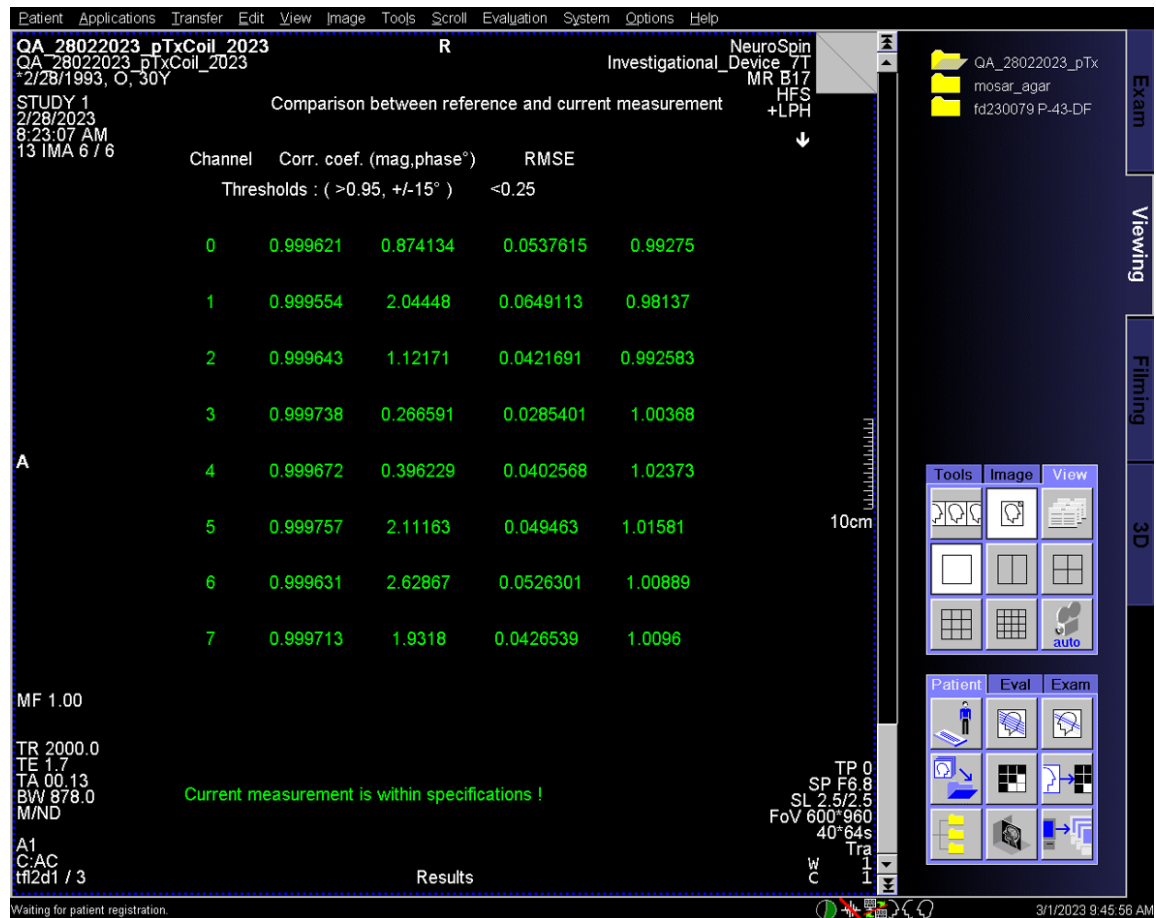 Patient Applications Transfer Edit View Image Tools Scroll Evaluation System Options Help
QA_28022023_pTxCoil_2023
QA_28022023_pTxCoil_2023
*2/28/1993, O, 30Y
STUDY 1
2/28/2023
8:23:07 AM
13 IMA 6 / 6
R
NeuroSpin
Investigational_Device_7T
MR B17
HFS
+LPH
Comparison between reference and current measurement
Channel Corr. coef. (mag,phase°) RMSE
Thresholds : ( >0.95, +/-15° ) <0.25
0 0.999621 0.874134 0.0537615 0.99275
1 0.999554 2.04448 0.0649113 0.98137
2 0.999643 1.12171 0.0421691 0.992583
3 0.999738 0.266591 0.0285401 1.00368
A
4 0.999672 0.396229 0.0402568 1.02373
5 0.999757 2.11163 0.049463 1.01581
10cm
6 0.999631 2.62867 0.0526301 1.00889
7 0.999713 1.9318 0.0426539 1.0096
MF 1.00
TR 2000.0
TE 1.7
TA 00.13
BW 878.0
M/ND
A1
C:AC
tfl2d1 / 3
Current measurement is within specifications !
Results
TP 0
SP F6.8
SL 2.5/2.5
FoV 600*960
40*64s
Tra
W 1
C 1
QA_28022023_pTx
mosar_agar
fd230079 P-43-DF
Exam
Viewing
Filming
3D
Tools Image View
auto
Patient Eval Exam
Waiting for patient registration.
3/1/2023 9:45:56 AM